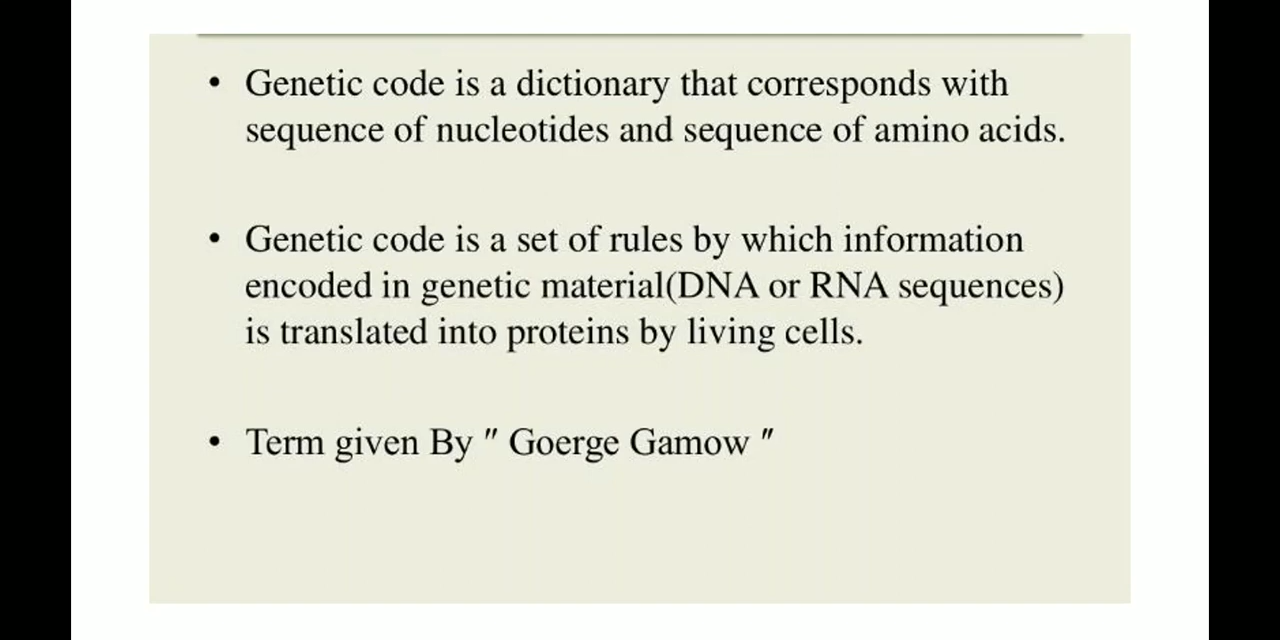 • Genetic code is a dictionary that corresponds with
sequence of nucleotides and sequence of amino acids.
• Genetic code is a set of rules by which information
encoded in genetic material(DNA or RNA sequences)
is translated into proteins by living cells.
• Term given By " Goerge Gamow "